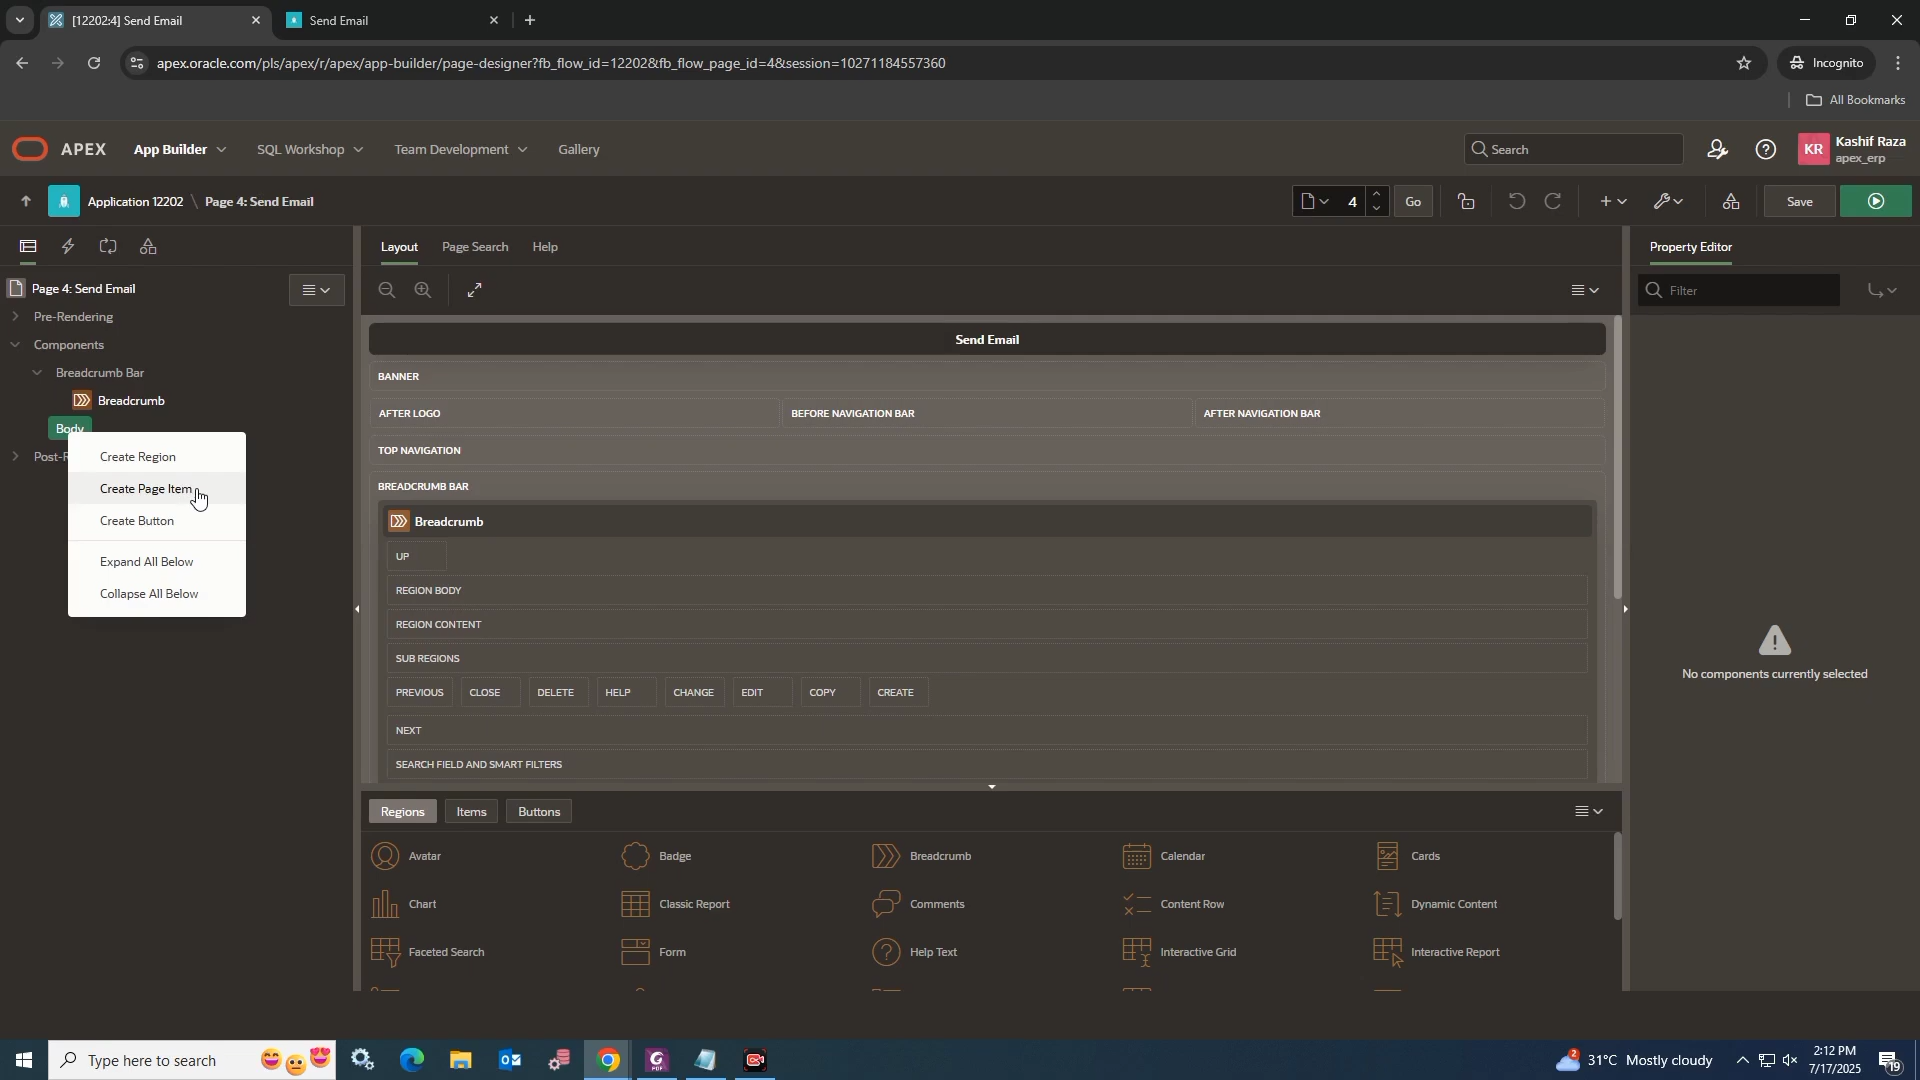 [12202:4] Send Email
Send Email
apex.oracle.com/pls/apex/r/apex/app-builder/page-designer?fb_flow_id=12202&fb_flow_page_id=4&session=10271184557360
Incognito
All Bookmarks
APEX
App Builder
SQL Workshop
Team Development
Gallery
Search
KR
Kashif Raza
apex_erp
Application 12202 \ Page 4: Send Email
4
Go
Save
Layout
Page Search
Help
Property Editor
Page 4: Send Email
Filter
Pre-Rendering
Components
Breadcrumb Bar
Breadcrumb
Body
Post-R
Create Region
Create Page Item
Create Button
Expand All Below
Collapse All Below
Send Email
BANNER
AFTER LOGO
BEFORE NAVIGATION BAR
AFTER NAVIGATION BAR
TOP NAVIGATION
BREADCRUMB BAR
Breadcrumb
UP
REGION BODY
REGION CONTENT
SUB REGIONS
PREVIOUS
CLOSE
DELETE
HELP
CHANGE
EDIT
COPY
CREATE
NEXT
SEARCH FIELD AND SMART FILTERS
No components currently selected
Regions
Items
Buttons
Avatar
Badge
Breadcrumb
Calendar
Cards
Chart
Classic Report
Comments
Content Row
Dynamic Content
Faceted Search
Form
Help Text
Interactive Grid
Interactive Report
Type here to search
2
31°C Mostly cloudy
2:12 PM
7/17/2025
19